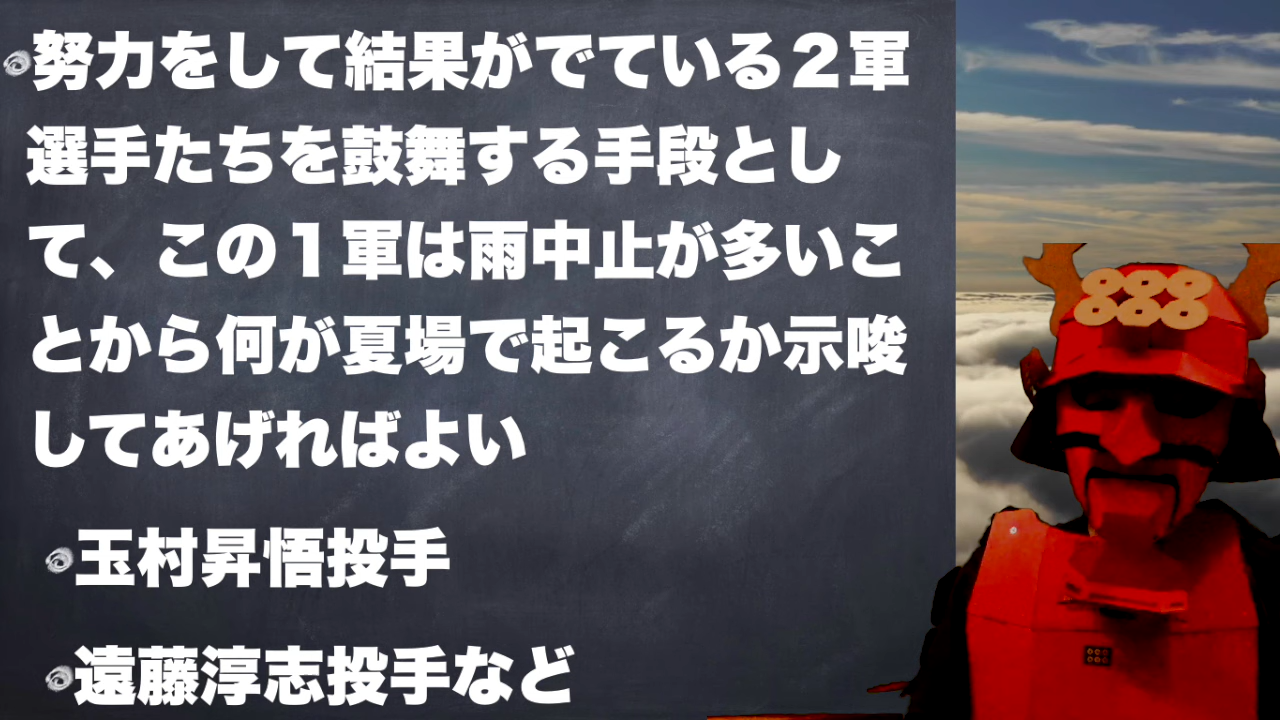 努力をして結果がでている２軍
選手たちを鼓舞する手段とし
て、この１軍は雨中止が多いこ
とから何が夏場で起こるか示唆
してあげればよい
玉村昇悟投手
遠藤淳志投手など